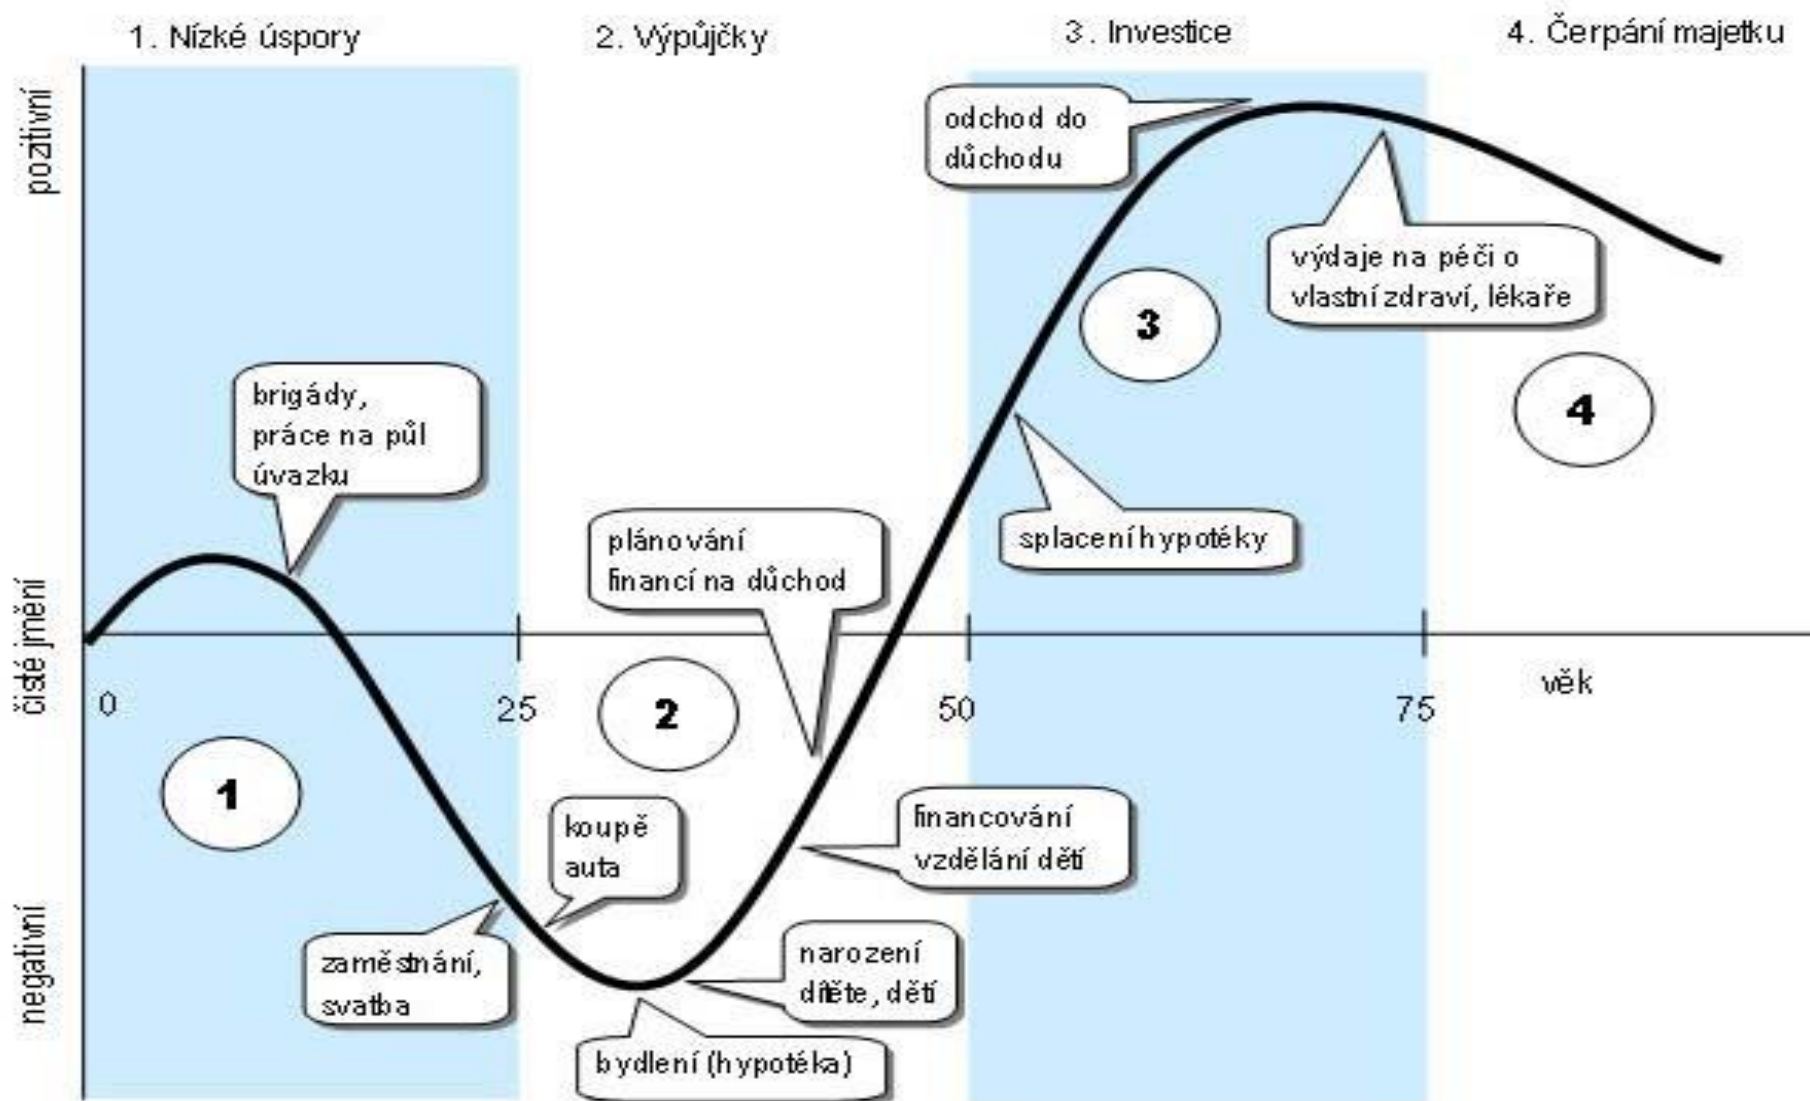 1. Nízké úspory
2. Výpůjčky
3. Investice
4. Čerpání majetku
pozitivní
čisté jmění
negativní
odchod do
důchodu
výdaje na péči o
vlastní zdraví, lékaře
3
4
brigády,
práce na půl
úvazku
plánování
financí na důchod
splacení hypotéky
0
25
50
75
věk
1
2
koupě
auta
financování
vzdělání dětí
zaměstnání,
svatba
narození
dítěte, dětí
bydlení (hypotéka)